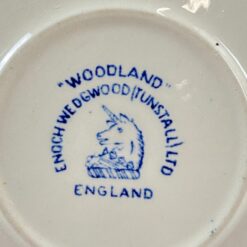 "WOODLAND"
ENOCH WEDGWOOD (TUNSTALL) LTD
ENGLAND